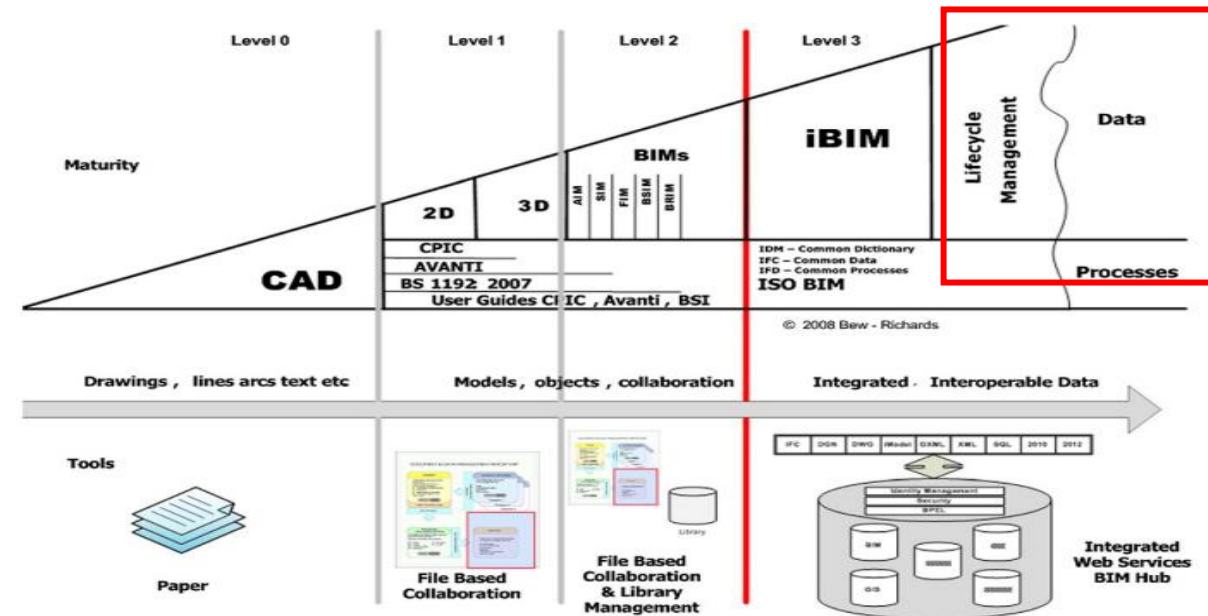 Level 0
Level 1
Level 2
Level 3
Maturity
CAD
2D
3D
BIMs
AIM
SIM
FIM
BSIM
BRIM
iBIM
Lifecycle
Management
Data
Processes
CPIC
AVANTI
BS 1192: 2007
User Guides CPIC , Avanti , BSI
IDM – Common Dictionary
IFC – Common Data
IFD – Common Processes
ISO BIM
© 2008 Bew - Richards
Drawings , lines arcs text etc
Models , objects , collaboration
Integrated , Interoperable Data
Tools
Paper
File Based
Collaboration
Library
File Based
Collaboration
& Library
Management
IFC DGN DWG iModel GXML XML SQL 2010 2012
Identity Management
Security
BPEL
BIM
Integrated
Web Services
BIM Hub